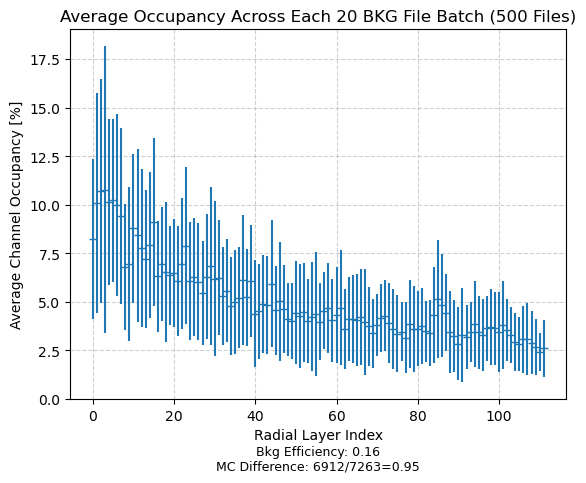 Average Occupancy Across Each 20 BKG File Batch (500 Files)
Average Channel Occupancy [%]
17.5
15.0
12.5
10.0
7.5
5.0
2.5
0.0
0 20 40 60 80 100
Radial Layer Index
Bkg Efficiency: 0.16
MC Difference: 6912/7263=0.95